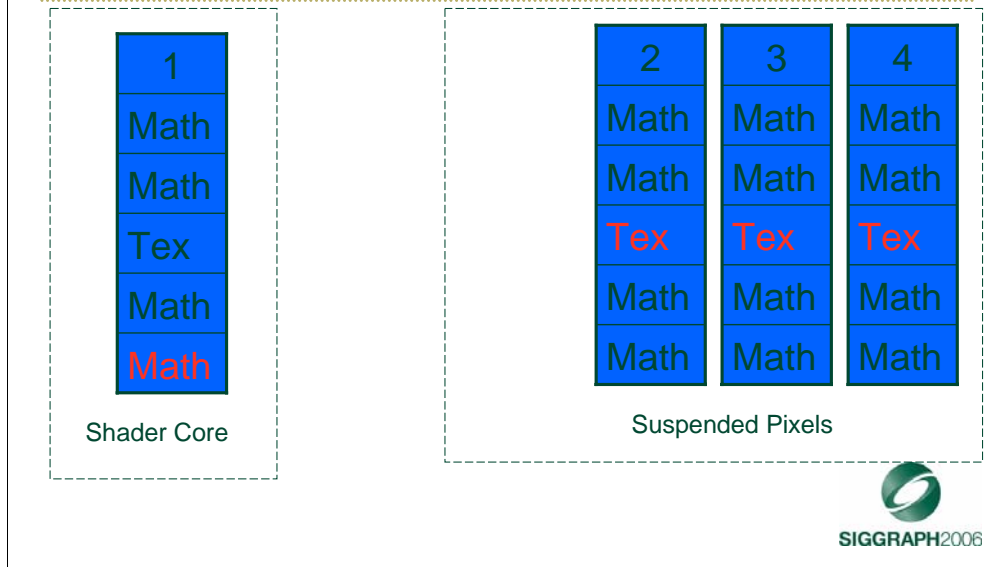 1
Math
Math
Tex
Math
Math
Shader Core
2 3 4
Math Math Math
Math Math Math
Tex Tex Tex
Math Math Math
Math Math Math
Suspended Pixels
SIGGRAPH2006